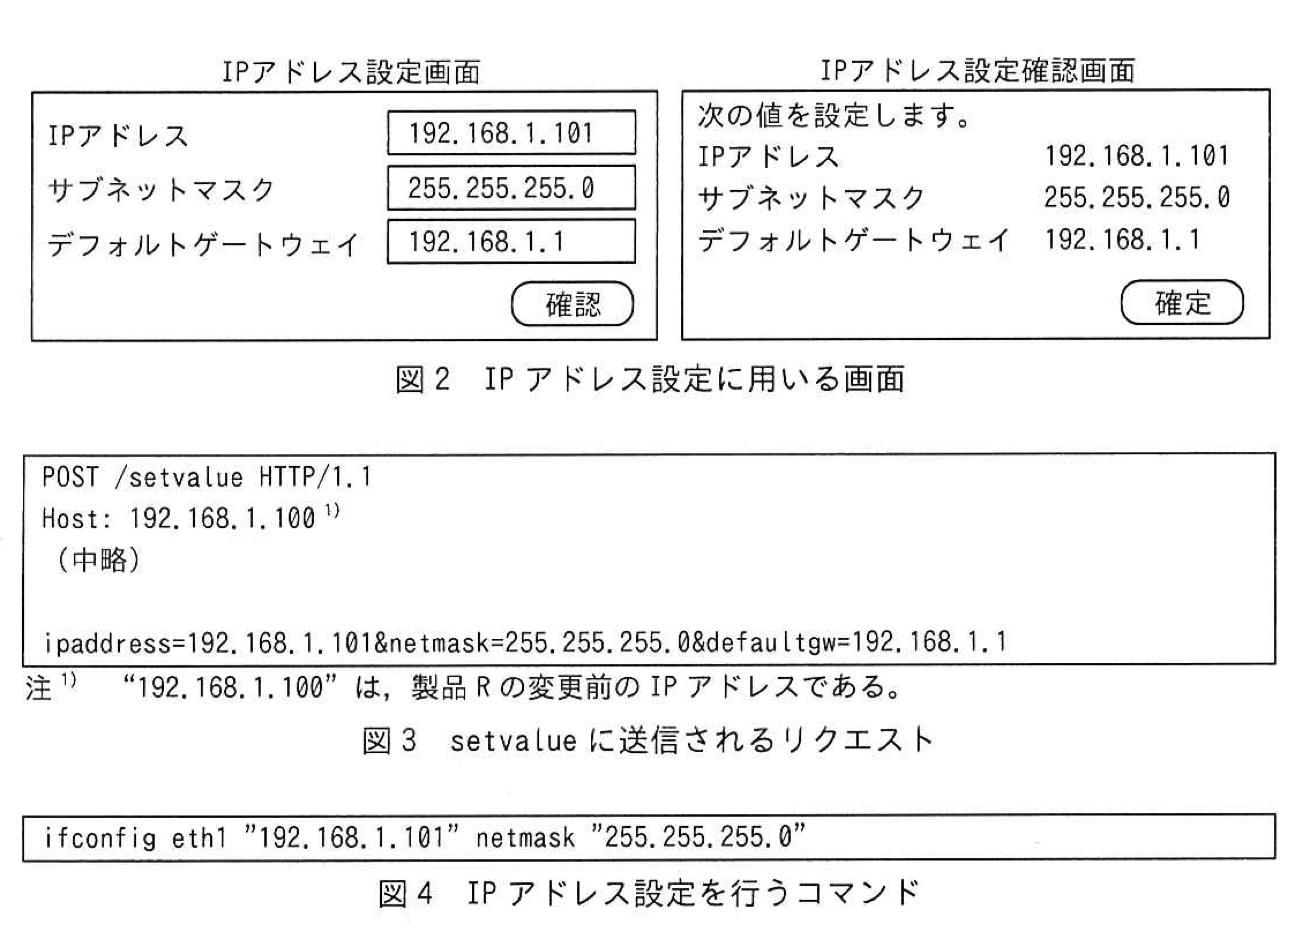 IPアドレス設定画面
IPアドレス 192.168.1.101
サブネットマスク 255.255.255.0
デフォルトゲートウェイ 192.168.1.1
確認
IPアドレス設定確認画面
次の値を設定します。
IPアドレス 192.168.1.101
サブネットマスク 255.255.255.0
デフォルトゲートウェイ 192.168.1.1
確定
図2 IP アドレス設定に用いる画面
POST /setvalue HTTP/1.1
Host: 192.168.1.100 1)
（中略）
ipaddress=192.168.1.101&netmask=255.255.255.0&defaultgw=192.168.1.1
注 1) “192.168.1.100” は，製品 R の変更前の IP アドレスである。
図3 setvalue に送信されるリクエスト
ifconfig eth1 ”192.168.1.101” netmask ”255.255.255.0”
図4 IP アドレス設定を行うコマンド